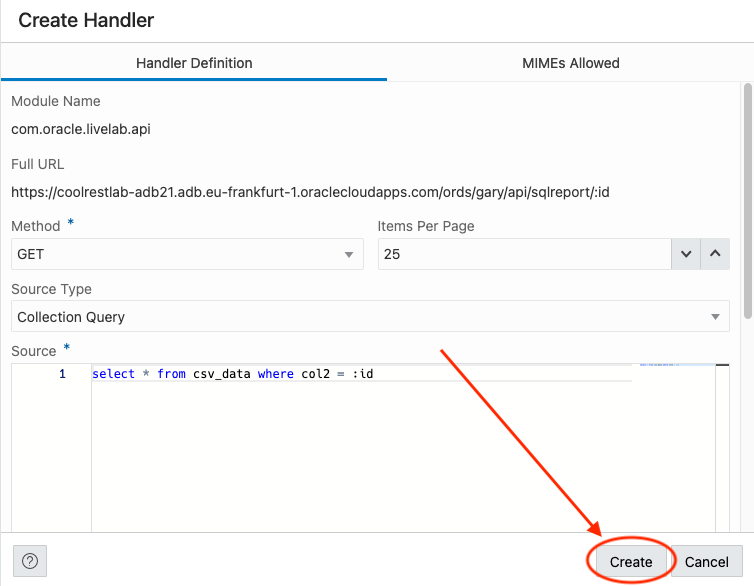 Create Handler
Handler Definition
MIMEs Allowed
Module Name
com.oracle.livelab.api
Full URL
https://coolrestlab-adb21.adb.eu-frankfurt-1.oraclecloudapps.com/ords/gary/api/sqlreport/:id
Method *
Items Per Page
GET
25
Source Type
Collection Query
Source *
1 select * from csv_data where col2 = :id
?
Create
Cancel